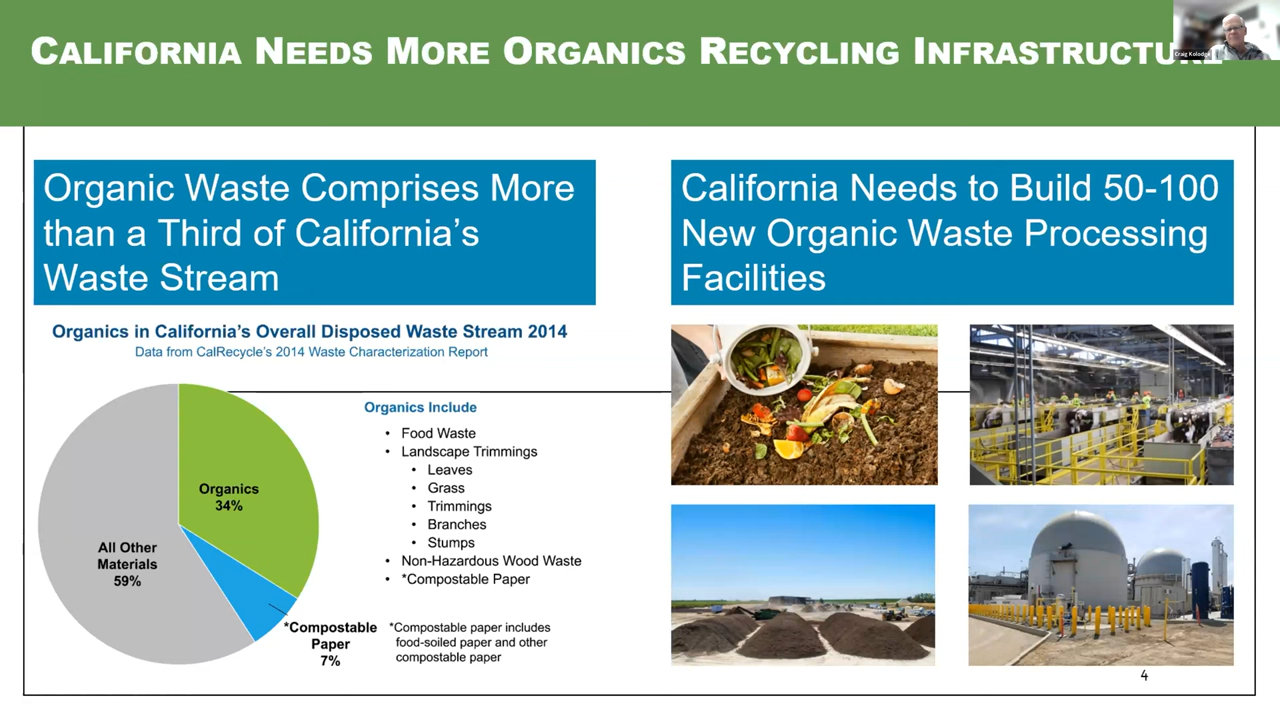 CALIFORNIA NEEDS MORE ORGANICS RECYCLING INFRASTRUCTURE
Craig Kolodge
Organic Waste Comprises More
than a Third of California's
Waste Stream
California Needs to Build 50-100
New Organic Waste Processing
Facilities
Organics in California's Overall Disposed Waste Stream 2014
Data from CalRecycle's 2014 Waste Characterization Report
Organics
34%
All Other
Materials
59%
*Compostable
Paper
7%
Organics Include
• Food Waste
• Landscape Trimmings
• Leaves
• Grass
• Trimmings
• Branches
• Stumps
• Non-Hazardous Wood Waste
• *Compostable Paper
*Compostable paper includes
food-soiled paper and other
compostable paper
4